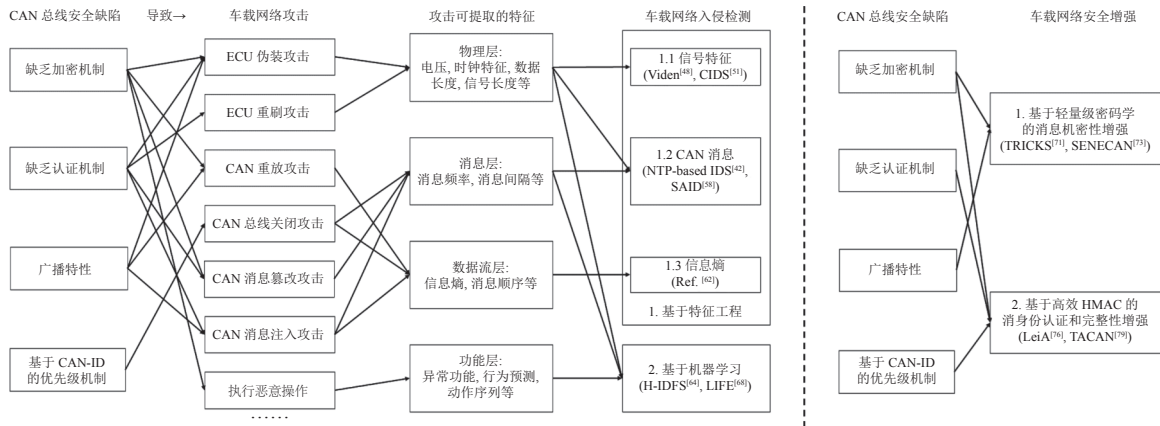 CAN 总线安全缺陷
导致→
车载网络攻击
攻击可提取的特征
车载网络入侵检测
缺乏加密机制
缺乏认证机制
广播特性
基于 CAN-ID
的优先级机制
ECU 伪装攻击
ECU 重刷攻击
CAN 重放攻击
CAN 总线关闭攻击
CAN 消息篡改攻击
CAN 消息注入攻击
执行恶意操作
……
物理层:
电压, 时钟特征, 数据
长度, 信号长度等
消息层:
消息频率, 消息间隔等
数据流层:
信息熵, 消息顺序等
功能层:
异常功能, 行为预测,
动作序列等
1.1 信号特征
(Viden[48], CIDS[51])
1.2 CAN 消息
(NTP-based IDS[42],
SAID[58])
1.3 信息熵
(Ref. [62])
1. 基于特征工程
2. 基于机器学习
(H-IDFS[64], LIFE[68])
CAN 总线安全缺陷
车载网络安全增强
缺乏加密机制
缺乏认证机制
广播特性
基于 CAN-ID
的优先级机制
1. 基于轻量级密码学
的消息机密性增强
(TRICKS[71], SENECAN[73])
2. 基于高效 HMAC 的
消身份认证和完整性增强
(LeiA[76], TACAN[79])